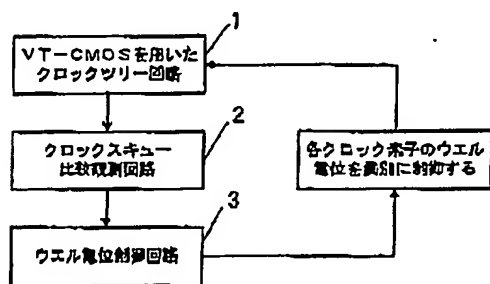 1
VT-CMOSを用いた
クロックツリー回路
2
クロックスキュー
比較観測回路
3
ウエル電位制御回路
各クロック素子のウエル
電位を個別に制御する